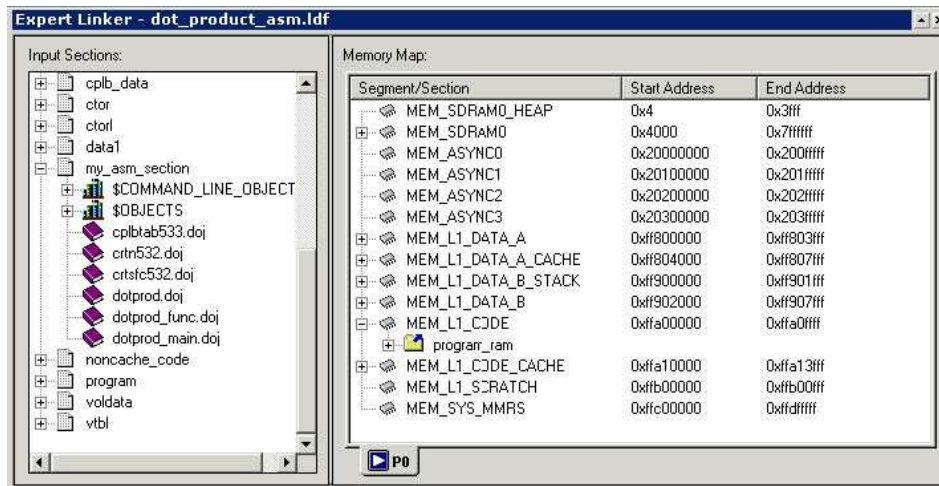 Expert Linker - dot_product_asm.ldf
Input Sections:
cplb_data
ctor
ctorl
data1
my_asm_section
$COMMAND_LINE_OBJECT
$OBJECTS
cplbtab533.doj
crtn532.doj
crtsfc532.doj
dotprod.doj
dotprod_func.doj
dotprod_main.doj
noncache_code
program
voldata
vtbl
Memory Map:
Segment/Section Start Address End Address
MEM_SDRAM0_HEAP 0x4 0x3fff
MEM_SDRAM0 0x4000 0x7ffffff
MEM_ASYNC0 0x20000000 0x200fffff
MEM_ASYNC1 0x20100000 0x201fffff
MEM_ASYNC2 0x20200000 0x202fffff
MEM_ASYNC3 0x20300000 0x203fffff
MEM_L1_DATA_A 0xff800000 0xff803fff
MEM_L1_DATA_A_CACHE 0xff804000 0xff807fff
MEM_L1_DATA_B_STACK 0xff900000 0xff901fff
MEM_L1_DATA_B 0xff902000 0xff907fff
MEM_L1_CODE 0xffa00000 0xffa0ffff
program_ram
MEM_L1_CODE_CACHE 0xffa10000 0xffa13fff
MEM_L1_SCRATCH 0xffb00000 0xffb00fff
MEM_SYS_MMRS 0xffc00000 0xffdfffff
P0